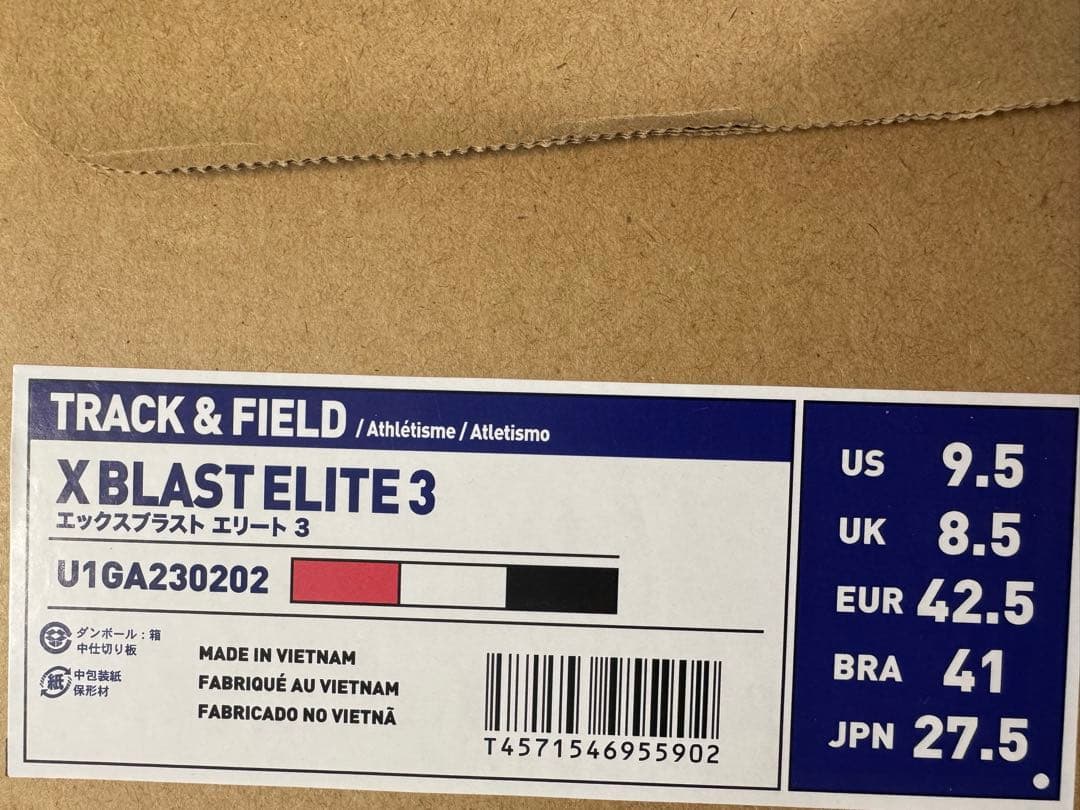 TRACK & FIELD / Athlétisme / Atletismo
X BLAST ELITE 3
エックスブラスト エリート 3
U1GA230202
ダンボール：箱
中仕切り板
紙
中包装紙
保形材
MADE IN VIETNAM
FABRIQUÉ AU VIETNAM
FABRICADO NO VIETNÃ
T4571546955902
US 9.5
UK 8.5
EUR 42.5
BRA 41
JPN 27.5